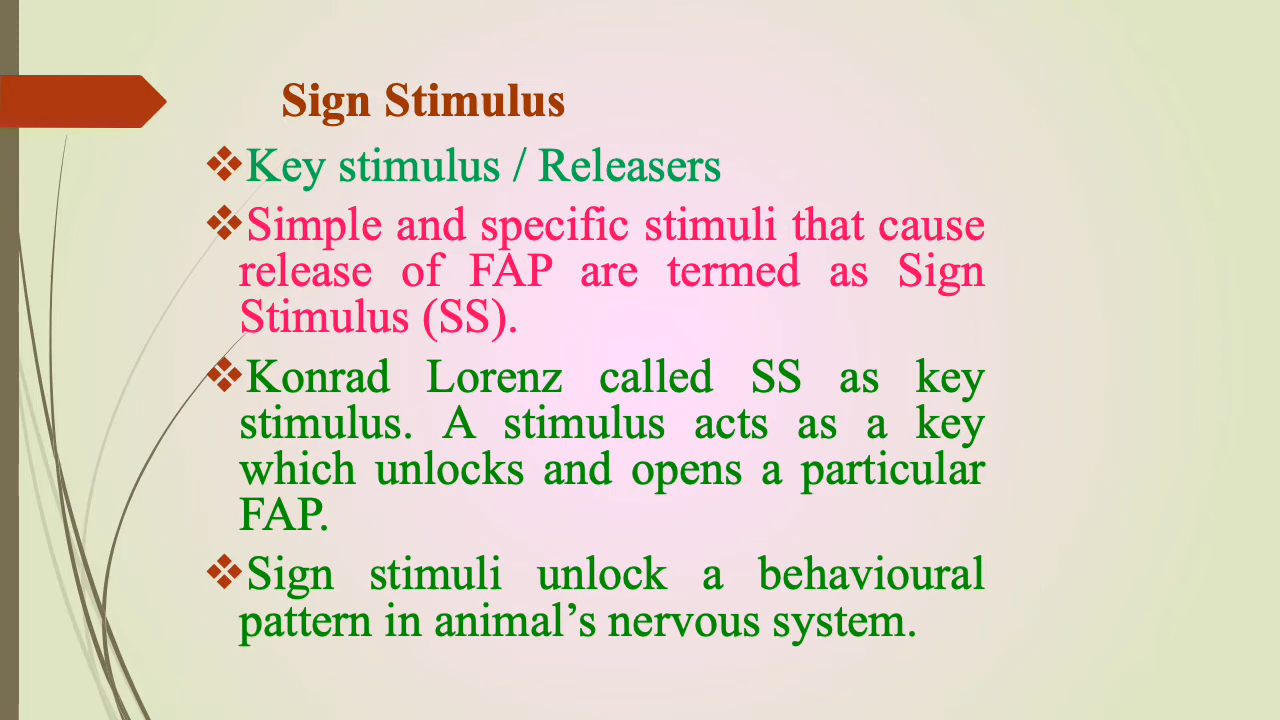 Sign Stimulus
❖Key stimulus / Releasers
❖Simple and specific stimuli that cause
release of FAP are termed as Sign
Stimulus (SS).
❖Konrad Lorenz called SS as key
stimulus. A stimulus acts as a key
which unlocks and opens a particular
FAP.
❖Sign stimuli unlock a behavioural
pattern in animal’s nervous system.